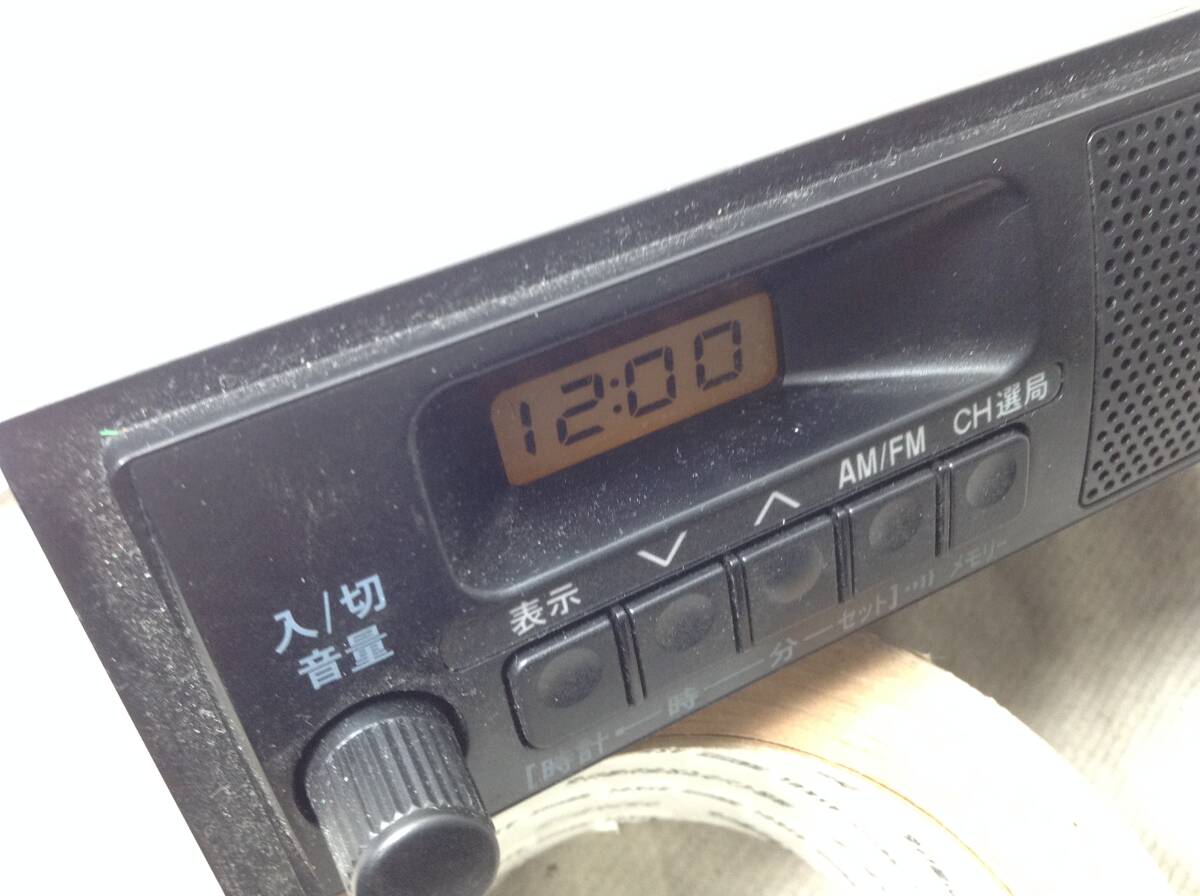 12:00
入/切
音量
表示 ∨ ∧ AM/FM CH選局
[時計 — 時 — 分 — セット] メモリー